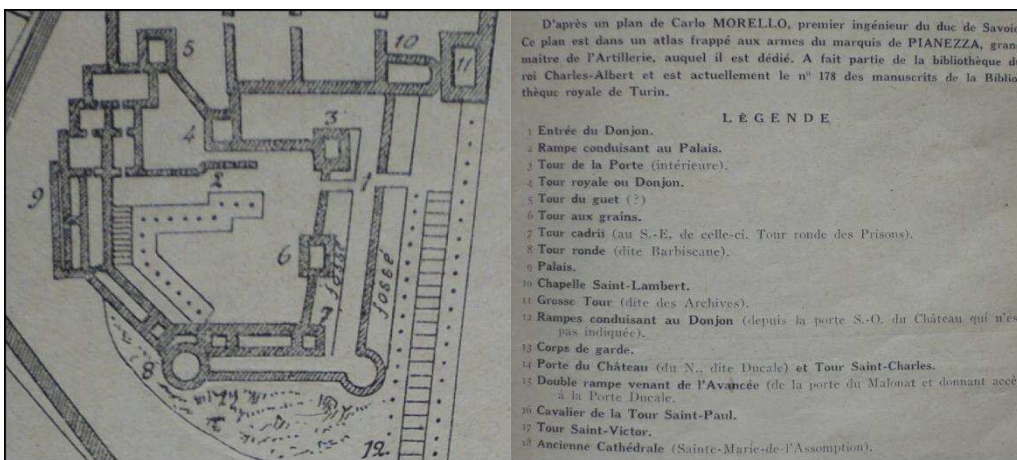 5
10
11
3
4
1
2
9
6
fossé
fossé
7
8
12
D'après un plan de Carlo MORELLO, premier ingénieur du duc de Savoie
Ce plan est dans un atlas frappé aux armes du marquis de PIANEZZA, gran
maître de l'Artillerie, auquel il est dédié. A fait partie de la bibliothèque d
roi Charles-Albert et est actuellement le nº 178 des manuscrits de la Biblio
thèque royale de Turin.
LÉGENDE
1 Entrée du Donjon.
2 Rampe conduisant au Palais.
3 Tour de la Porte (intérieure).
4 Tour royale ou Donjon.
5 Tour du guet (?)
6 Tour aux grains.
7 Tour cadrii (au S.-E. de celle-ci. Tour ronde des Prisons).
8 Tour ronde (dite Barbiscane).
9 Palais.
10 Chapelle Saint-Lambert.
11 Grosse Tour (dite des Archives).
12 Rampes conduisant au Donjon (depuis la porte S.-O. du Château qui n'es
pas indiquée).
13 Corps de garde.
14 Porte du Château (du N., dite Ducale) et Tour Saint-Charles.
15 Double rampe venant de l'Avancée (de la porte du Malonat et donnant accè
à la Porte Ducale.
16 Cavalier de la Tour Saint-Paul.
17 Tour Saint-Victor.
18 Ancienne Cathédrale (Sainte-Marie-de-l'Assomption).